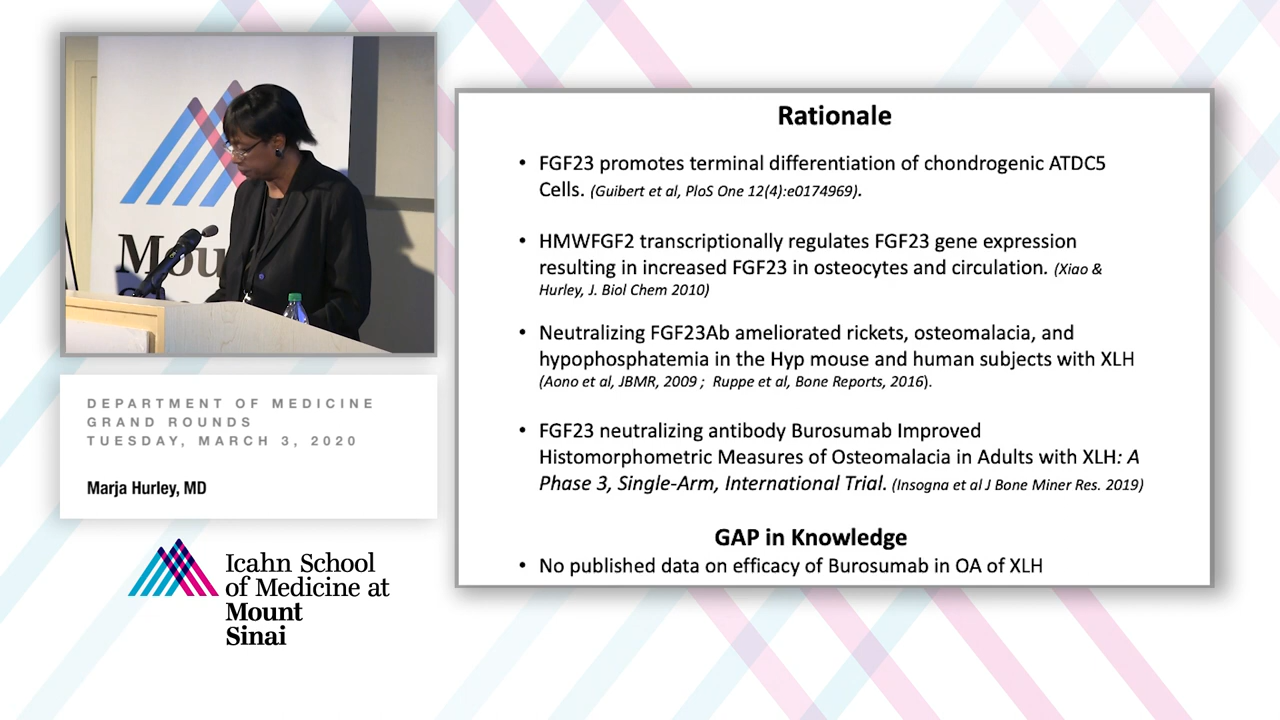 Mou
DEPARTMENT OF MEDICINE
GRAND ROUNDS
TUESDAY, MARCH 3, 2020
Marja Hurley, MD
Icahn School
of Medicine at
Mount
Sinai
Rationale
• FGF23 promotes terminal differentiation of chondrogenic ATDC5
Cells. (Guibert et al, PloS One 12(4):e0174969).
• HMWFGF2 transcriptionally regulates FGF23 gene expression
resulting in increased FGF23 in osteocytes and circulation. (Xiao &
Hurley, J. Biol Chem 2010)
• Neutralizing FGF23Ab ameliorated rickets, osteomalacia, and
hypophosphatemia in the Hyp mouse and human subjects with XLH
(Aono et al, JBMR, 2009 ; Ruppe et al, Bone Reports, 2016).
• FGF23 neutralizing antibody Burosumab Improved
Histomorphometric Measures of Osteomalacia in Adults with XLH: A
Phase 3, Single-Arm, International Trial. (Insogna et al J Bone Miner Res. 2019)
GAP in Knowledge
• No published data on efficacy of Burosumab in OA of XLH